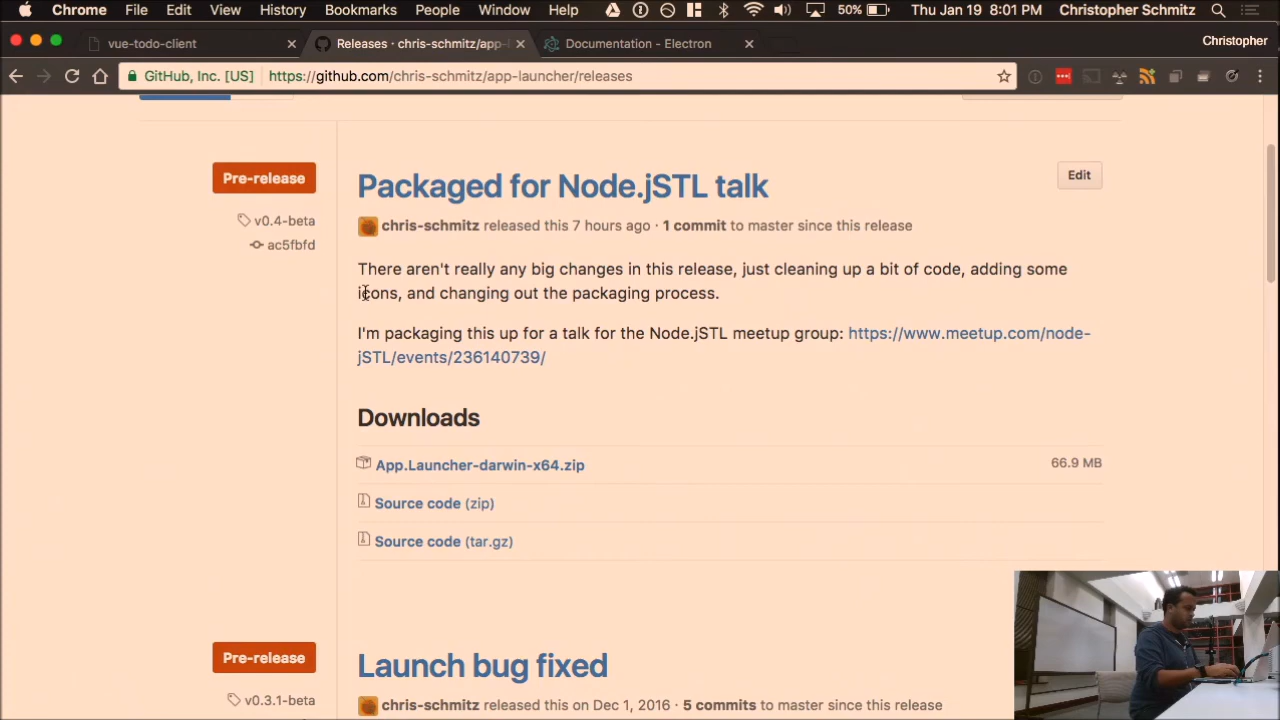 Chrome File Edit View History Bookmarks People Window Help 50% Thu Jan 19 8:01 PM Christopher Schmitz
vue-todo-client
Releases · chris-schmitz/app-l
Documentation - Electron
Christopher
GitHub, Inc. [US] https://github.com/chris-schmitz/app-launcher/releases
Pre-release
v0.4-beta
ac5fbfd
Packaged for Node.jSTL talk
Edit
chris-schmitz released this 7 hours ago · 1 commit to master since this release
There aren't really any big changes in this release, just cleaning up a bit of code, adding some
icons, and changing out the packaging process.
I'm packaging this up for a talk for the Node.jSTL meetup group: https://www.meetup.com/node-
jSTL/events/236140739/
Downloads
App.Launcher-darwin-x64.zip 66.9 MB
Source code (zip)
Source code (tar.gz)
Pre-release
v0.3.1-beta
Launch bug fixed
chris-schmitz released this on Dec 1, 2016 · 5 commits to master since this release